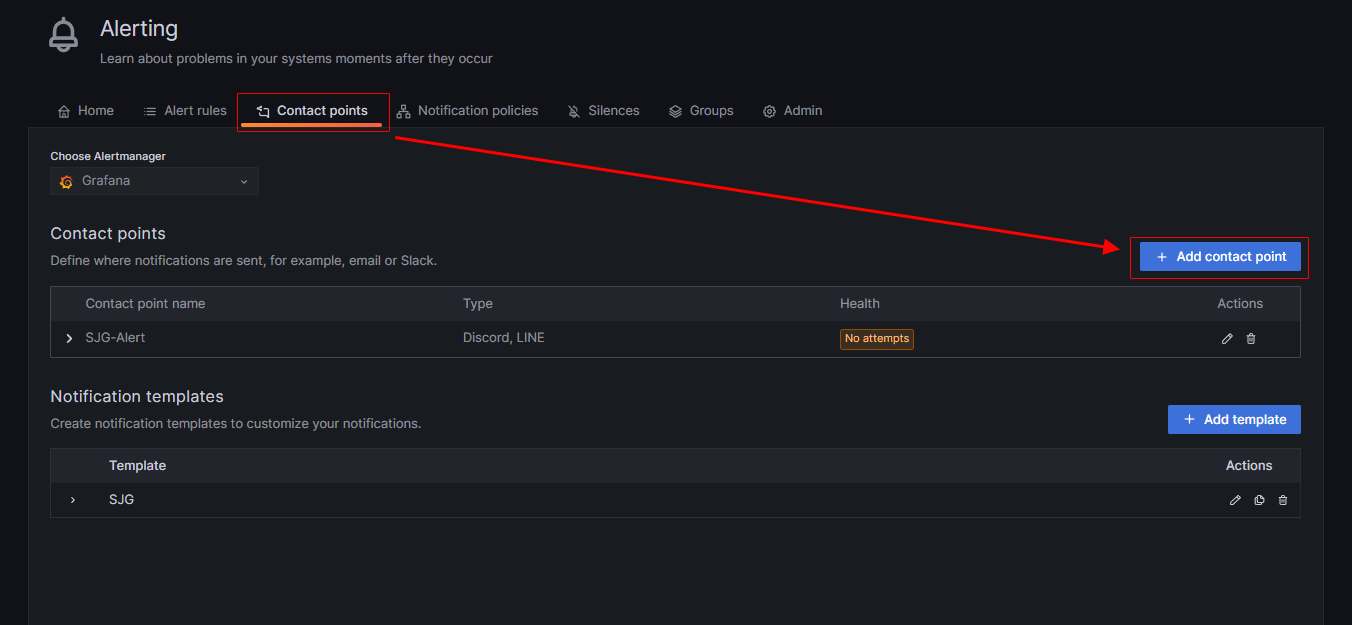 Alerting
Learn about problems in your systems moments after they occur
Home Alert rules Contact points Notification policies Silences Groups Admin
Choose Alertmanager
Grafana
Contact points
Define where notifications are sent, for example, email or Slack.
+ Add contact point
Contact point name Type Health Actions
SJG-Alert Discord, LINE No attempts
Notification templates
Create notification templates to customize your notifications.
+ Add template
Template Actions
SJG